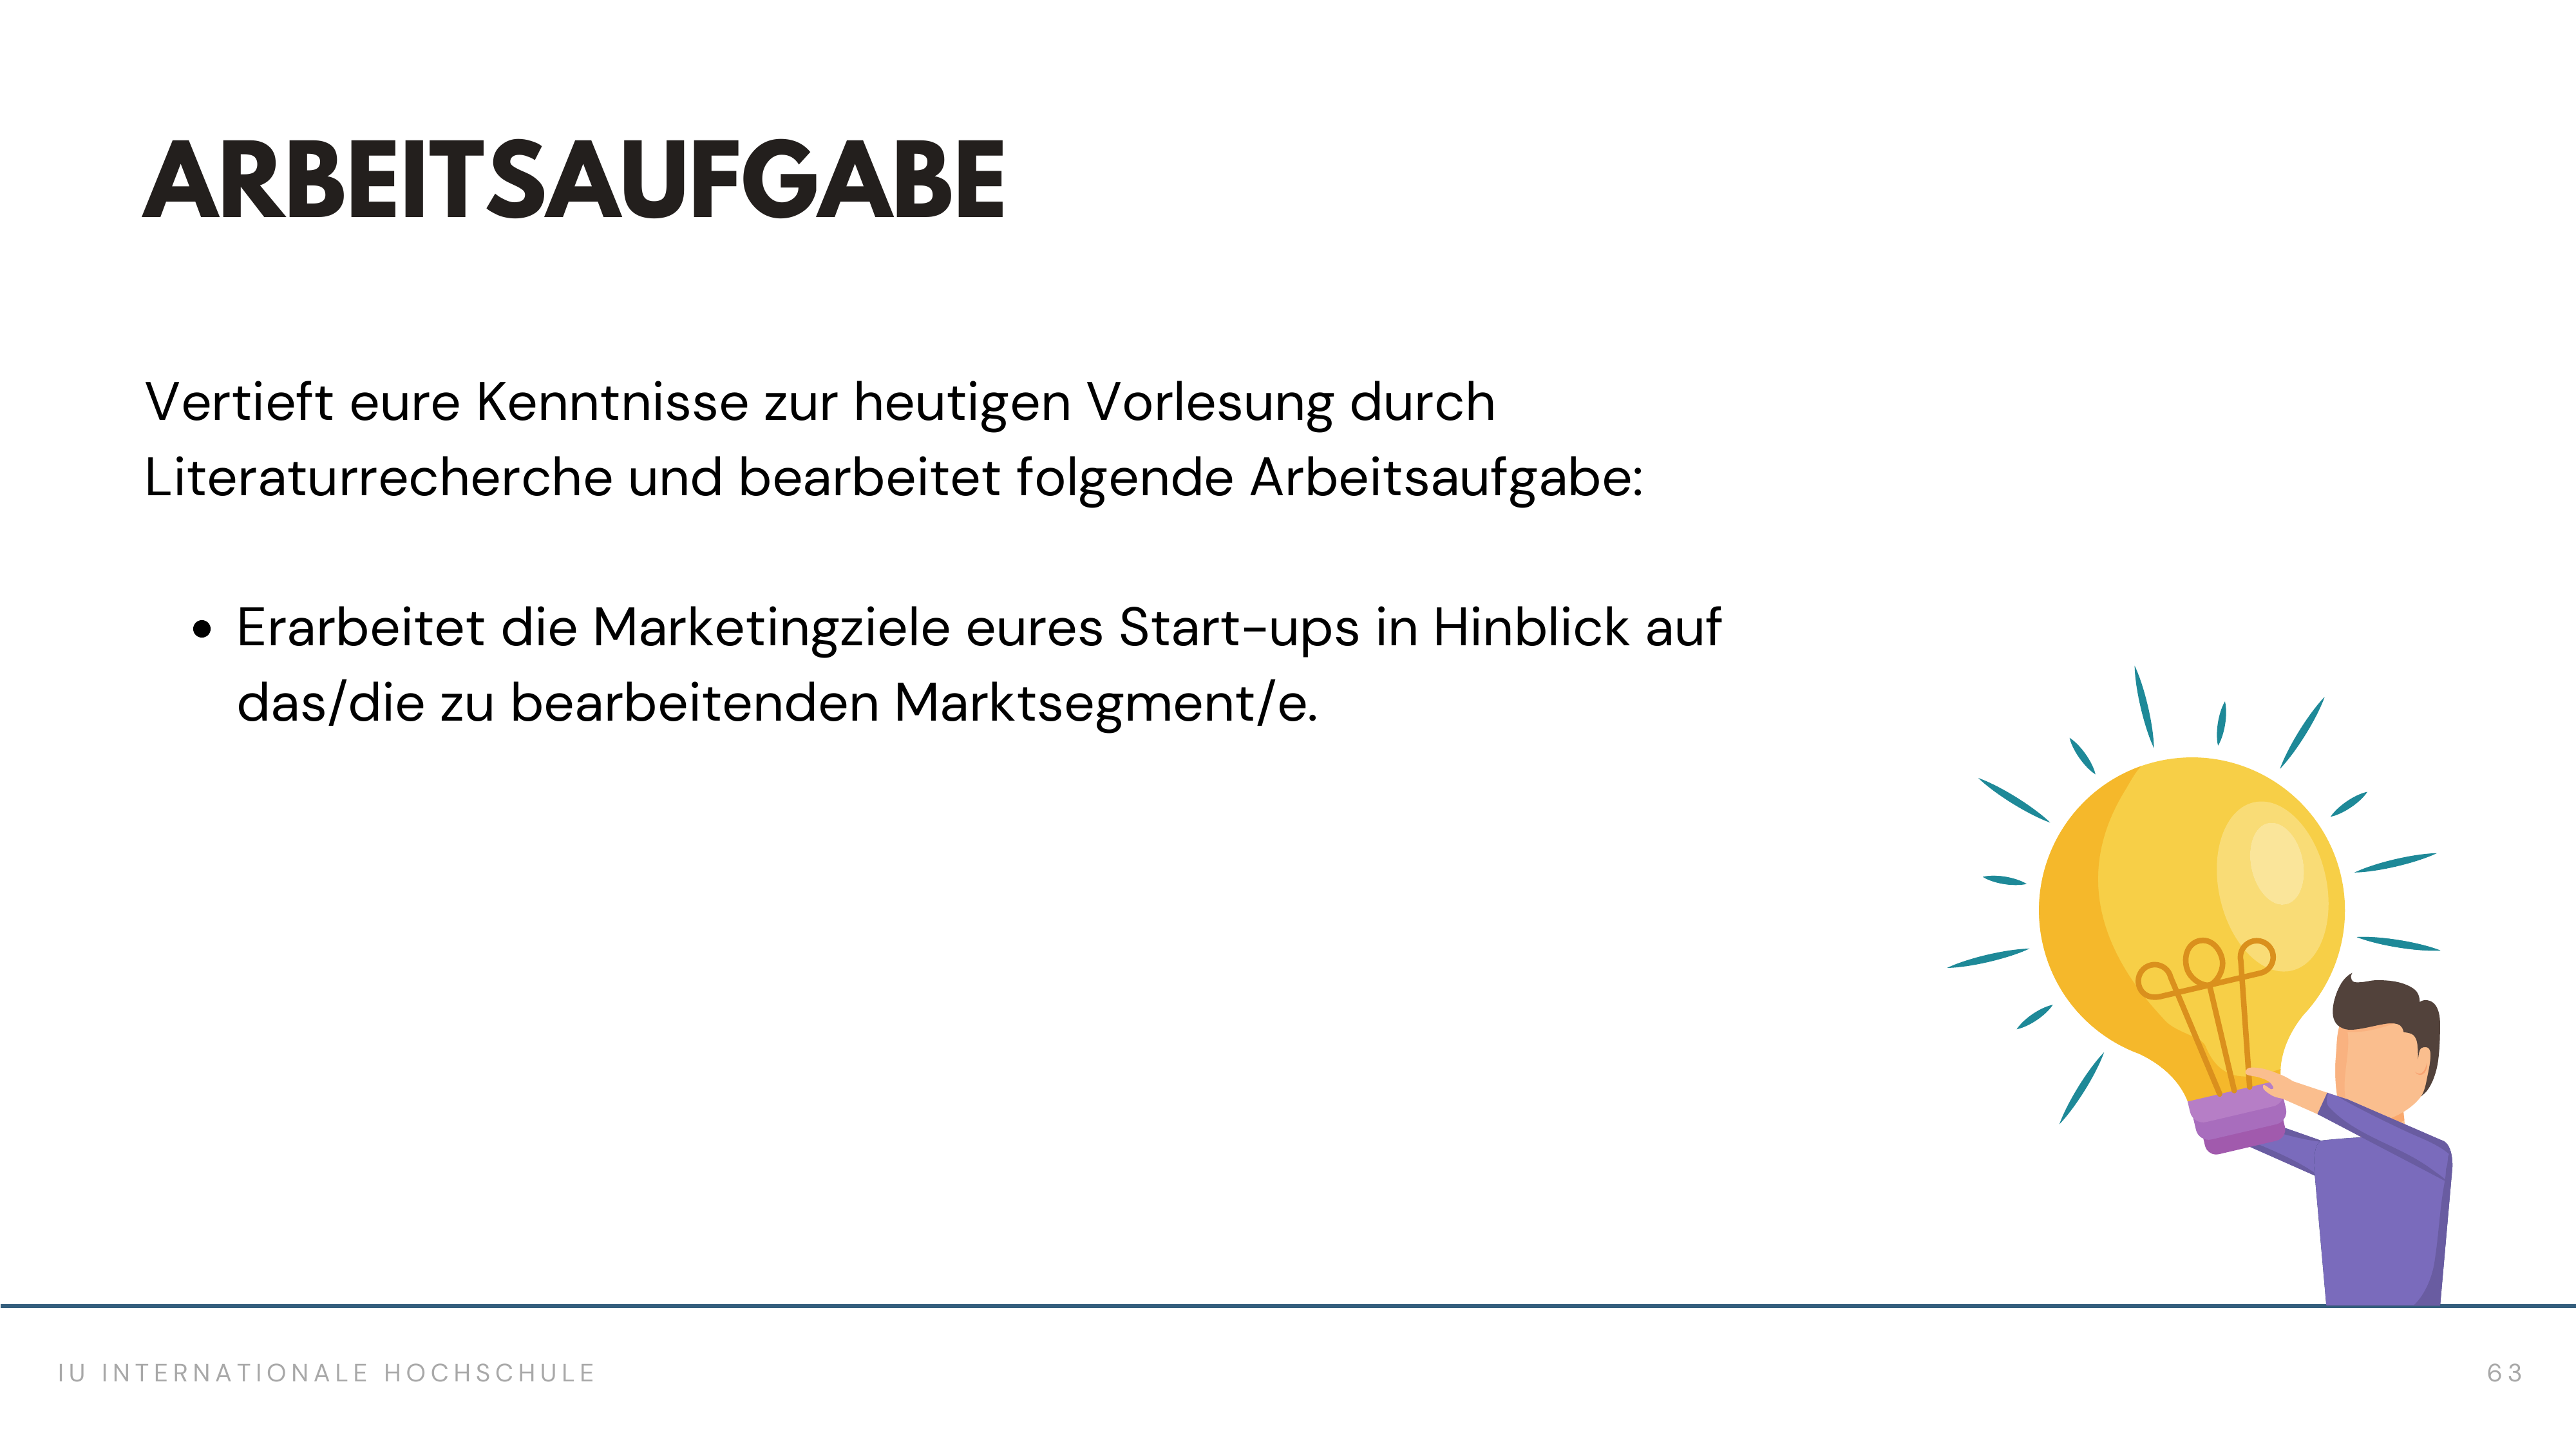 ARBEITSAUFGABE
Vertieft eure Kenntnisse zur heutigen Vorlesung durch
Literaturrecherche und bearbeitet folgende Arbeitsaufgabe:
• Erarbeitet die Marketingziele eures Start-ups in Hinblick auf
das/die zu bearbeitenden Marktsegment/e.
IU INTERNATIONALE HOCHSCHULE
63